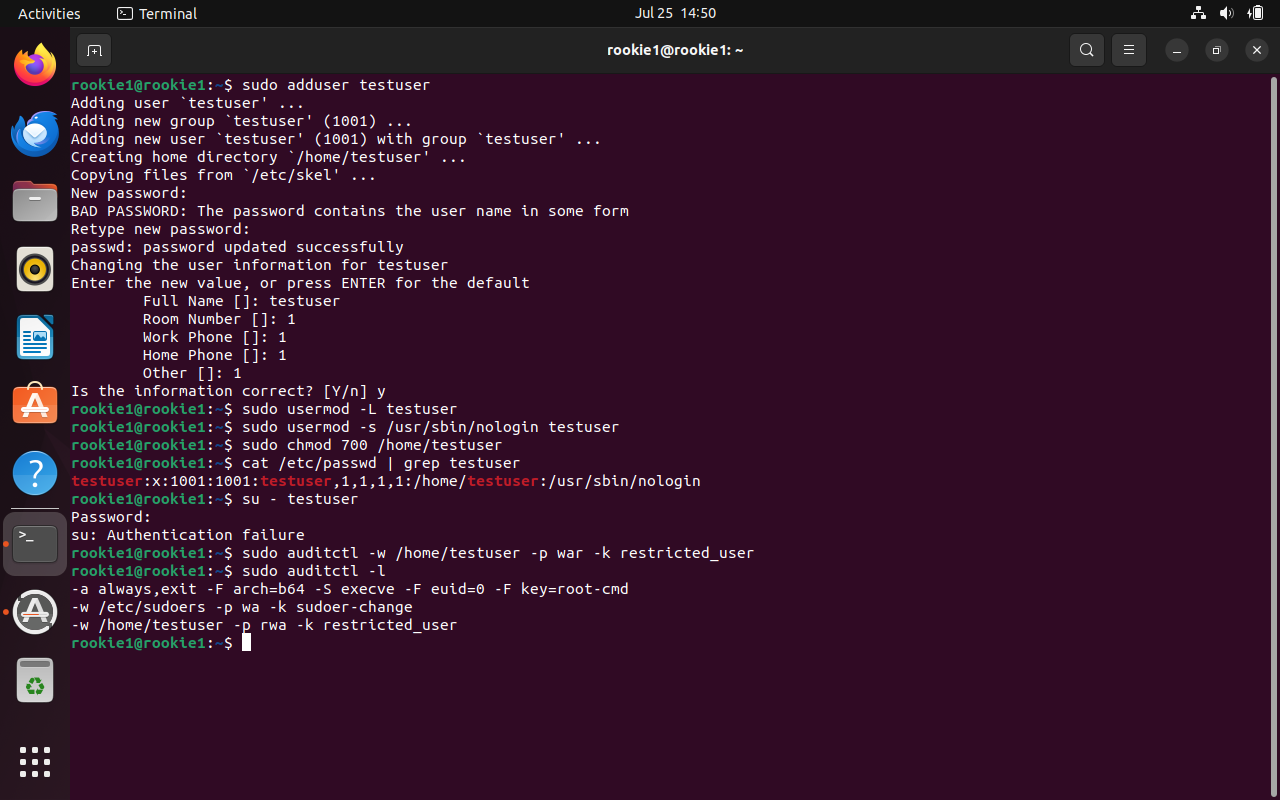 Activities
Terminal
Jul 25 14:50
rookie1@rookie1: ~
rookie1@rookie1:~$ sudo adduser testuser
Adding user `testuser' ...
Adding new group `testuser' (1001) ...
Adding new user `testuser' (1001) with group `testuser' ...
Creating home directory `/home/testuser' ...
Copying files from `/etc/skel' ...
New password:
BAD PASSWORD: The password contains the user name in some form
Retype new password:
passwd: password updated successfully
Changing the user information for testuser
Enter the new value, or press ENTER for the default
        Full Name []: testuser
        Room Number []: 1
        Work Phone []: 1
        Home Phone []: 1
        Other []: 1
Is the information correct? [Y/n] y
rookie1@rookie1:~$ sudo usermod -L testuser
rookie1@rookie1:~$ sudo usermod -s /usr/sbin/nologin testuser
rookie1@rookie1:~$ sudo chmod 700 /home/testuser
rookie1@rookie1:~$ cat /etc/passwd | grep testuser
testuser:x:1001:1001:testuser,1,1,1,1:/home/testuser:/usr/sbin/nologin
rookie1@rookie1:~$ su - testuser
Password:
su: Authentication failure
rookie1@rookie1:~$ sudo auditctl -w /home/testuser -p war -k restricted_user
rookie1@rookie1:~$ sudo auditctl -l
-a always,exit -F arch=b64 -S execve -F euid=0 -F key=root-cmd
-w /etc/sudoers -p wa -k sudoer-change
-w /home/testuser -p rwa -k restricted_user
rookie1@rookie1:~$